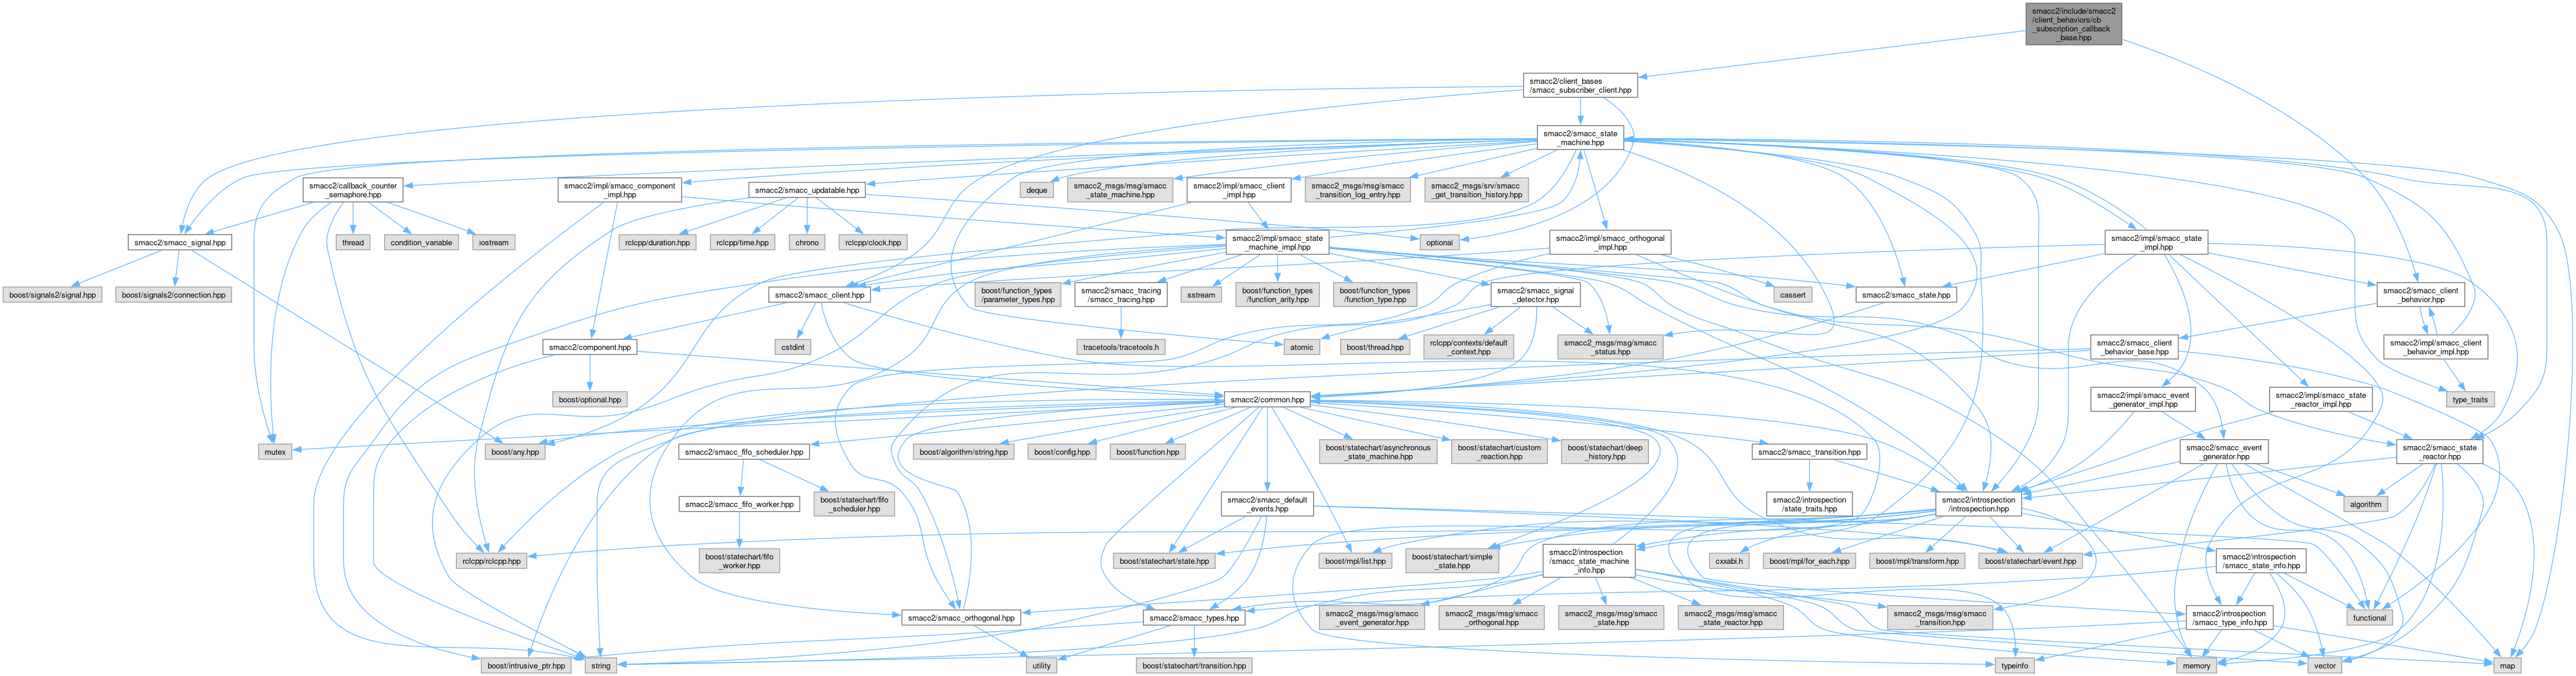 smacc2/include/smacc2
/client_behaviors/cb
_subscription_callback
_base.hpp
smacc2/client_bases
/smacc_subscriber_client.hpp
smacc2/smacc_state
_machine.hpp
smacc2/callback_counter
_semaphore.hpp
smacc2/impl/smacc_component
_impl.hpp
smacc2/smacc_updatable.hpp
deque
smacc2_msgs/msg/smacc
_state_machine.hpp
smacc2/impl/smacc_client
_impl.hpp
smacc2_msgs/msg/smacc
_transition_log_entry.hpp
smacc2_msgs/srv/smacc
_get_transition_history.hpp
smacc2/smacc_signal.hpp
thread
condition_variable
iostream
rclcpp/duration.hpp
rclcpp/time.hpp
chrono
rclcpp/clock.hpp
smacc2/impl/smacc_state
_machine_impl.hpp
optional
smacc2/impl/smacc_orthogonal
_impl.hpp
smacc2/impl/smacc_state
_impl.hpp
boost/signals2/signal.hpp
boost/signals2/connection.hpp
smacc2/smacc_client.hpp
boost/function_types
/parameter_types.hpp
smacc2/smacc_tracing
/smacc_tracing.hpp
sstream
boost/function_types
/function_arity.hpp
boost/function_types
/function_type.hpp
smacc2/smacc_signal
_detector.hpp
cassert
smacc2/smacc_state.hpp
smacc2/smacc_client
_behavior.hpp
smacc2/component.hpp
cstdint
tracetools/tracetools.h
atomic
boost/thread.hpp
rclcpp/contexts/default
_context.hpp
smacc2_msgs/msg/smacc
_status.hpp
smacc2/smacc_client
_behavior_base.hpp
smacc2/impl/smacc_client
_behavior_impl.hpp
boost/optional.hpp
smacc2/common.hpp
smacc2/impl/smacc_event
_generator_impl.hpp
smacc2/impl/smacc_state
_reactor_impl.hpp
type_traits
mutex
boost/any.hpp
smacc2/smacc_fifo_scheduler.hpp
boost/algorithm/string.hpp
boost/config.hpp
boost/function.hpp
boost/statechart/asynchronous
_state_machine.hpp
boost/statechart/custom
_reaction.hpp
boost/statechart/deep
_history.hpp
smacc2/smacc_transition.hpp
smacc2/smacc_event
_generator.hpp
smacc2/smacc_state
_reactor.hpp
smacc2/smacc_fifo_worker.hpp
boost/statechart/fifo
_scheduler.hpp
smacc2/smacc_default
_events.hpp
smacc2/introspection
/state_traits.hpp
smacc2/introspection
/introspection.hpp
algorithm
rclcpp/rclcpp.hpp
boost/statechart/fifo
_worker.hpp
boost/statechart/state.hpp
boost/mpl/list.hpp
boost/statechart/simple
_state.hpp
smacc2/introspection
/smacc_state_machine
_info.hpp
cxxabi.h
boost/mpl/for_each.hpp
boost/mpl/transform.hpp
boost/statechart/event.hpp
smacc2/introspection
/smacc_state_info.hpp
smacc2/smacc_orthogonal.hpp
smacc2/smacc_types.hpp
smacc2_msgs/msg/smacc
_event_generator.hpp
smacc2_msgs/msg/smacc
_orthogonal.hpp
smacc2_msgs/msg/smacc
_state.hpp
smacc2_msgs/msg/smacc
_state_reactor.hpp
smacc2_msgs/msg/smacc
_transition.hpp
smacc2/introspection
/smacc_type_info.hpp
functional
boost/intrusive_ptr.hpp
string
utility
boost/statechart/transition.hpp
typeinfo
memory
vector
map